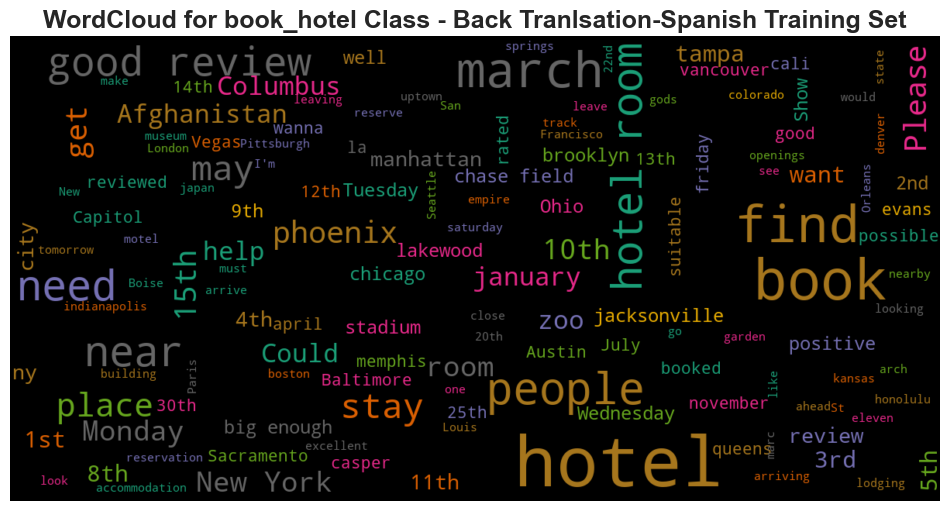 WordCloud for book_hotel Class - Back Tranlsation-Spanish Training Set
good review
make
14th
Columbus
well
leaving
springs
march
22nd
room
hotel
tampa
vancouver
cali
state
Please
get
Afghanistan
museum
London
Vegas
wanna
Pittsburgh
reserve
uptown
San
la
manhattan
rated
leave
track
Francisco
brooklyn
gods
13th
colorado
Show
would
good
openings
denver
New
reviewed
japan
may
I'm
12th
Tuesday
Seattle
chase field
empire
Ohio
friday
suitable
see
want
Orleans
2nd
evans
Capitol
9th
phoenix
lakewood
saturday
10th
find
possible
city
tomorrow
motel
help
must
arrive
need
Boise
15th
chicago
january
book
nearby
looking
indianapolis
4th
april
stadium
close
20th
zoo
jacksonville
go
garden
near
Could
memphis
Austin
July
positive
ny
building
Paris
boston
Baltimore
room
one
people
booked
like
kansas
arch
honolulu
place
30th
stay
25th
Louis
Wednesday
november
ahead
St
eleven
1st
Monday
big enough
excellent
hotel
queens
marc
review
3rd
5th
look
8th
reservation
accommodation
Sacramento
New York
casper
11th
arriving
lodging